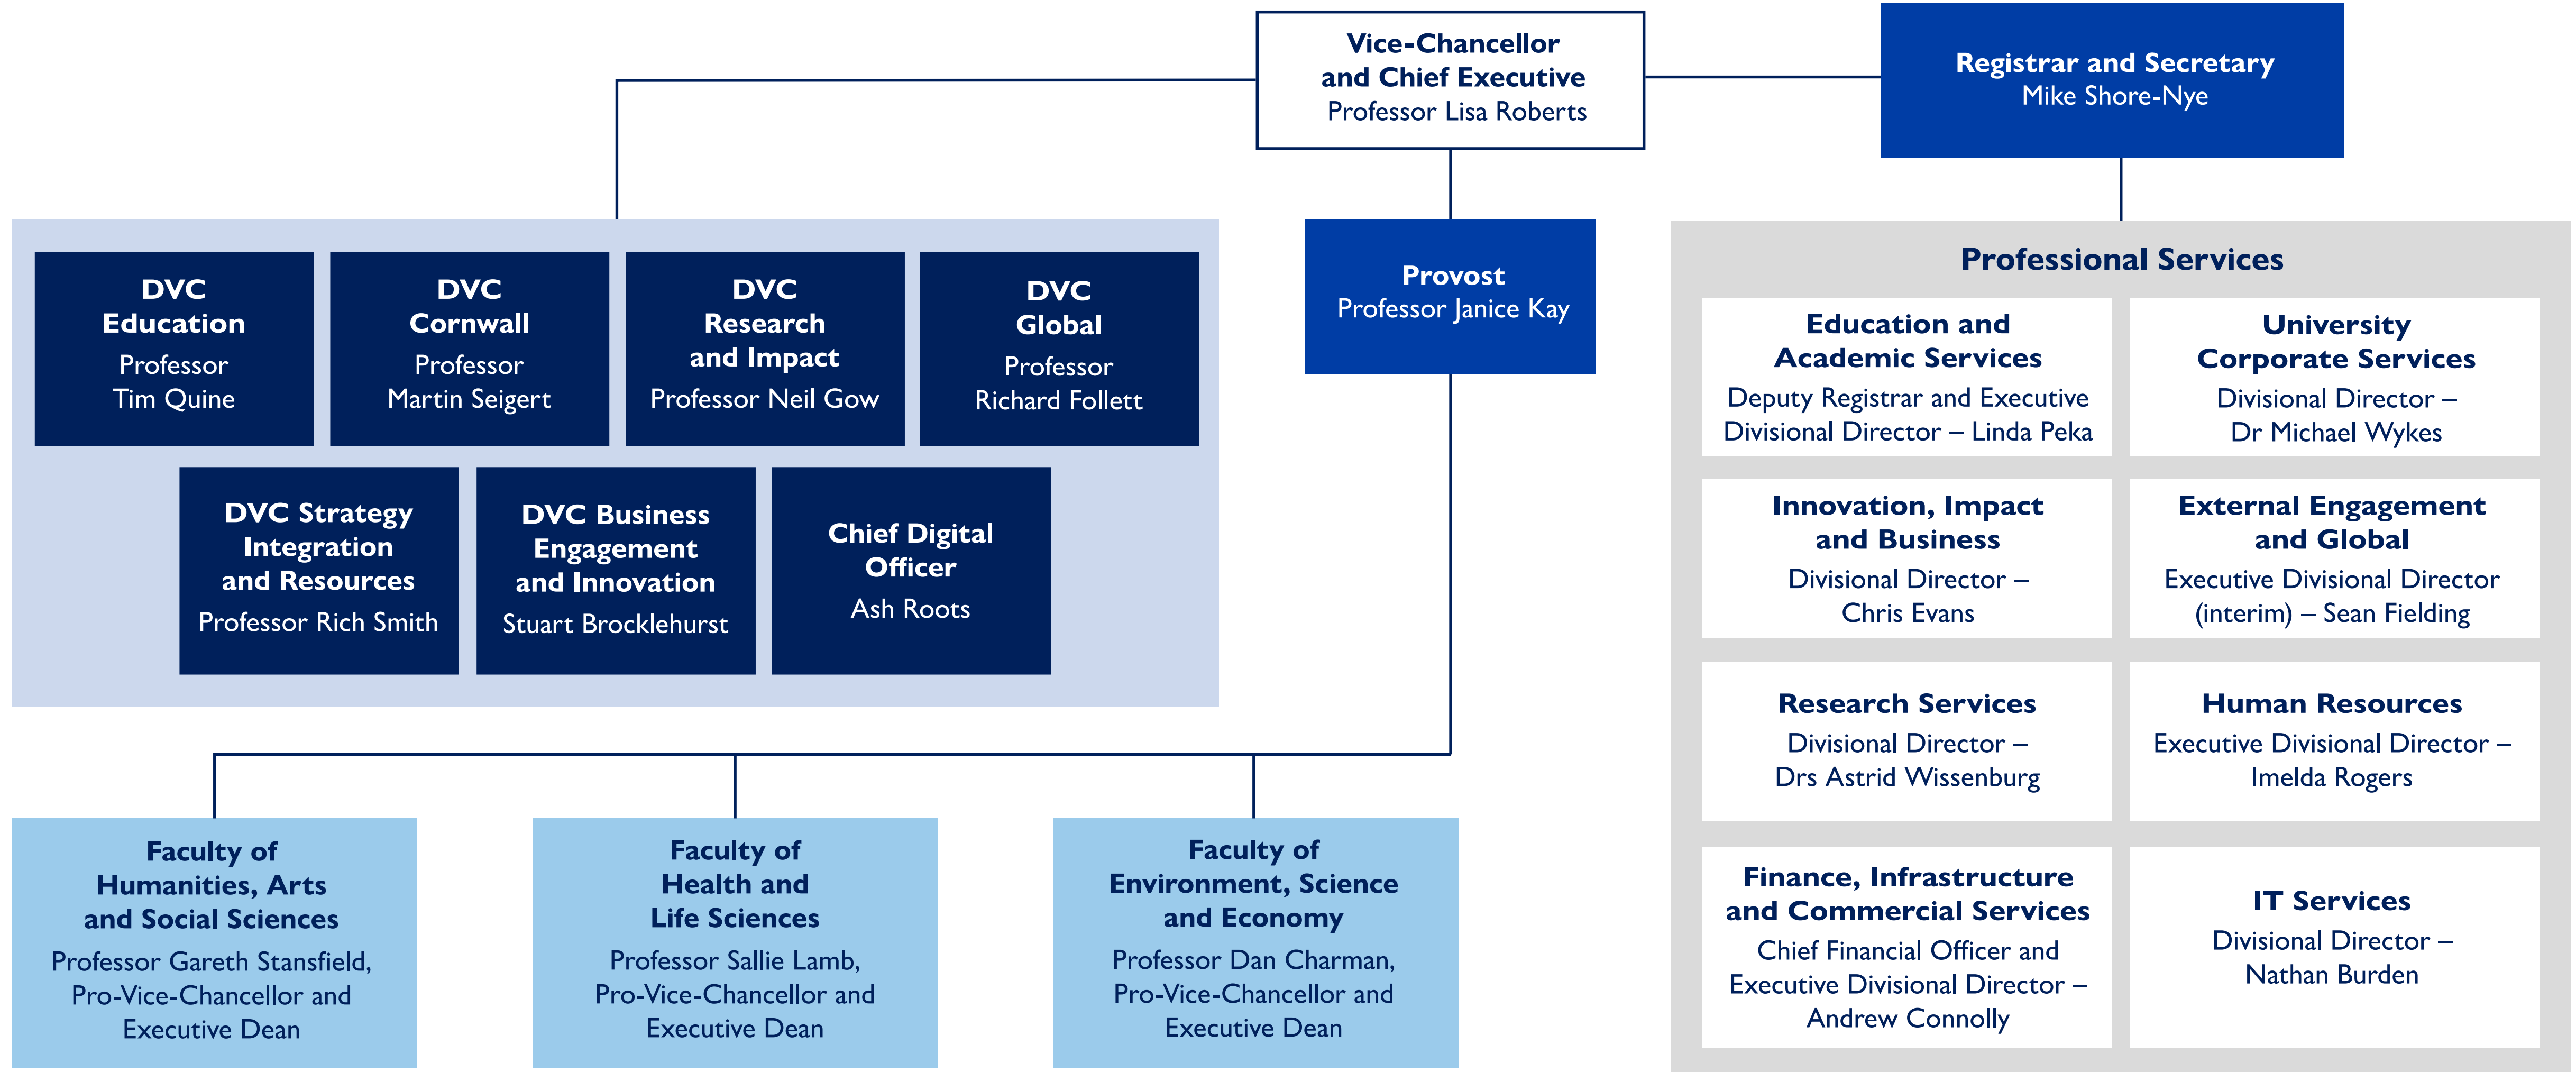 Vice-Chancellor
and Chief Executive
Professor Lisa Roberts
Registrar and Secretary
Mike Shore-Nye
DVC
Education
Professor
Tim Quine
DVC
Cornwall
Professor
Martin Seigert
DVC
Research
and Impact
Professor Neil Gow
DVC
Global
Professor
Richard Follett
DVC Strategy
Integration
and Resources
Professor Rich Smith
DVC Business
Engagement
and Innovation
Stuart Brocklehurst
Chief Digital
Officer
Ash Roots
Provost
Professor Janice Kay
Faculty of
Humanities, Arts
and Social Sciences
Professor Gareth Stansfield,
Pro-Vice-Chancellor and
Executive Dean
Faculty of
Health and
Life Sciences
Professor Sallie Lamb,
Pro-Vice-Chancellor and
Executive Dean
Faculty of
Environment, Science
and Economy
Professor Dan Charman,
Pro-Vice-Chancellor and
Executive Dean
Professional Services
Education and
Academic Services
Deputy Registrar and Executive
Divisional Director – Linda Peka
University
Corporate Services
Divisional Director –
Dr Michael Wykes
Innovation, Impact
and Business
Divisional Director –
Chris Evans
External Engagement
and Global
Executive Divisional Director
(interim) – Sean Fielding
Research Services
Divisional Director –
Drs Astrid Wissenburg
Human Resources
Executive Divisional Director –
Imelda Rogers
Finance, Infrastructure
and Commercial Services
Chief Financial Officer and
Executive Divisional Director –
Andrew Connolly
IT Services
Divisional Director –
Nathan Burden